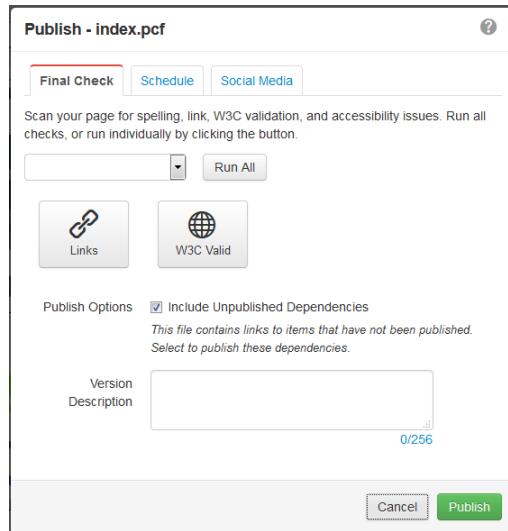 Publish - index.pcf
?
Final Check
Schedule
Social Media
Scan your page for spelling, link, W3C validation, and accessibility issues. Run all
checks, or run individually by clicking the button.
Run All
Links
W3C Valid
Publish Options
Include Unpublished Dependencies
This file contains links to items that have not been published.
Select to publish these dependencies.
Version
Description
0/256
Cancel
Publish